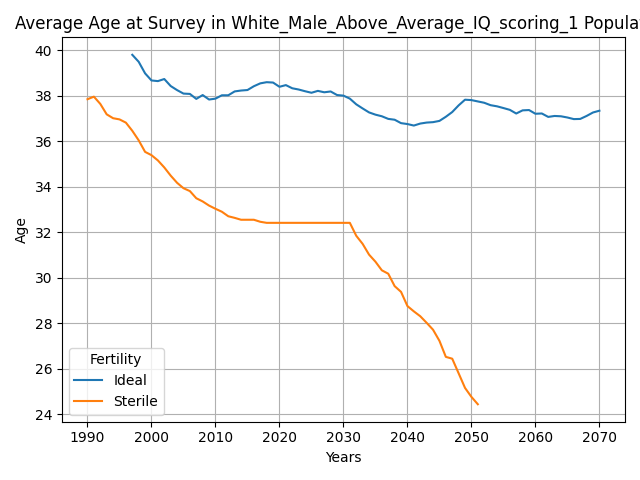 Average Age at Survey in White_Male_Above_Average_IQ_scoring_1 Popula
Age
40
38
36
34
32
30
28
26
24
Fertility
Ideal
Sterile
1990 2000 2010 2020 2030 2040 2050 2060 2070
Years